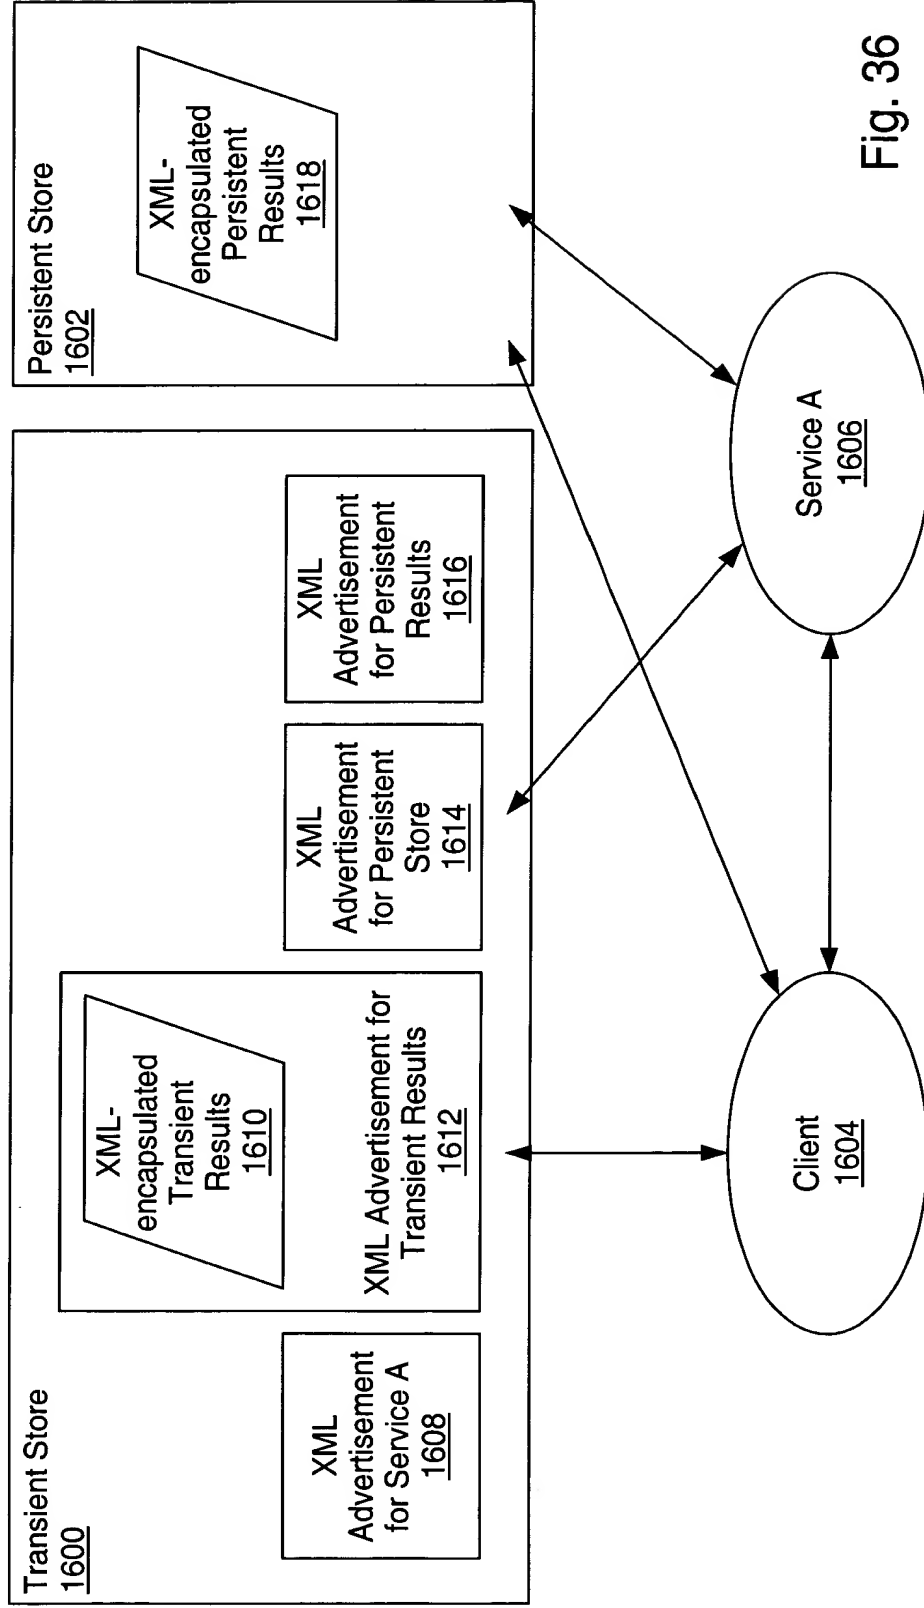 Transient Store
1600
XML
Advertisement
for Service A
1608
XML-
encapsulated
Transient
Results
1610
XML Advertisement for
Transient Results
1612
XML
Advertisement
for Persistent
Store
1614
XML
Advertisement
for Persistent
Results
1616
Persistent Store
1602
XML-
encapsulated
Persistent
Results
1618
Client
1604
Service A
1606
Fig. 36